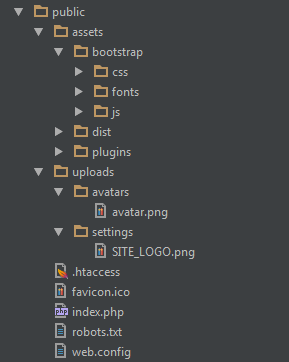 public
assets
bootstrap
css
fonts
js
dist
plugins
uploads
avatars
avatar.png
settings
SITE_LOGO.png
.htaccess
favicon.ico
index.php
robots.txt
web.config